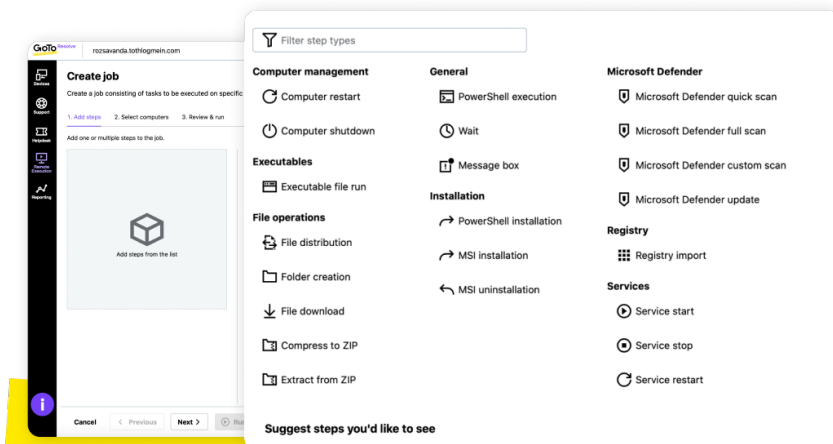 GoTo Resolve
rozsavanda.tothlogmein.com
Devices
Support
Helpdesk
Remote Execution
Reporting
Create job
Create a job consisting of tasks to be executed on specific
1. Add steps 2. Select computers 3. Review & run
Add one or multiple steps to the job.
Add steps from the list
i
Cancel < Previous Next > Ru
Filter step types
Computer management
Computer restart
Computer shutdown
Executables
Executable file run
File operations
File distribution
Folder creation
File download
Compress to ZIP
Extract from ZIP
General
PowerShell execution
Wait
Message box
Installation
PowerShell installation
MSI installation
MSI uninstallation
Microsoft Defender
Microsoft Defender quick scan
Microsoft Defender full scan
Microsoft Defender custom scan
Microsoft Defender update
Registry
Registry import
Services
Service start
Service stop
Service restart
Suggest steps you'd like to see